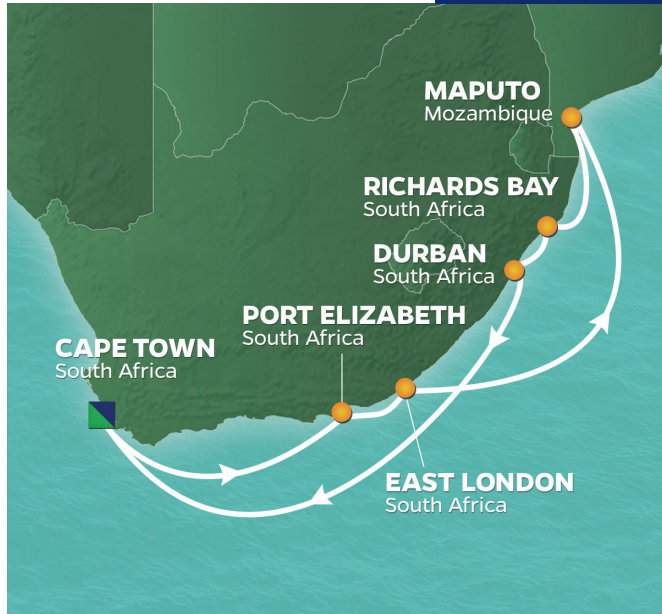 MAPUTO
Mozambique
RICHARDS BAY
South Africa
DURBAN
South Africa
PORT ELIZABETH
South Africa
CAPE TOWN
South Africa
EAST LONDON
South Africa